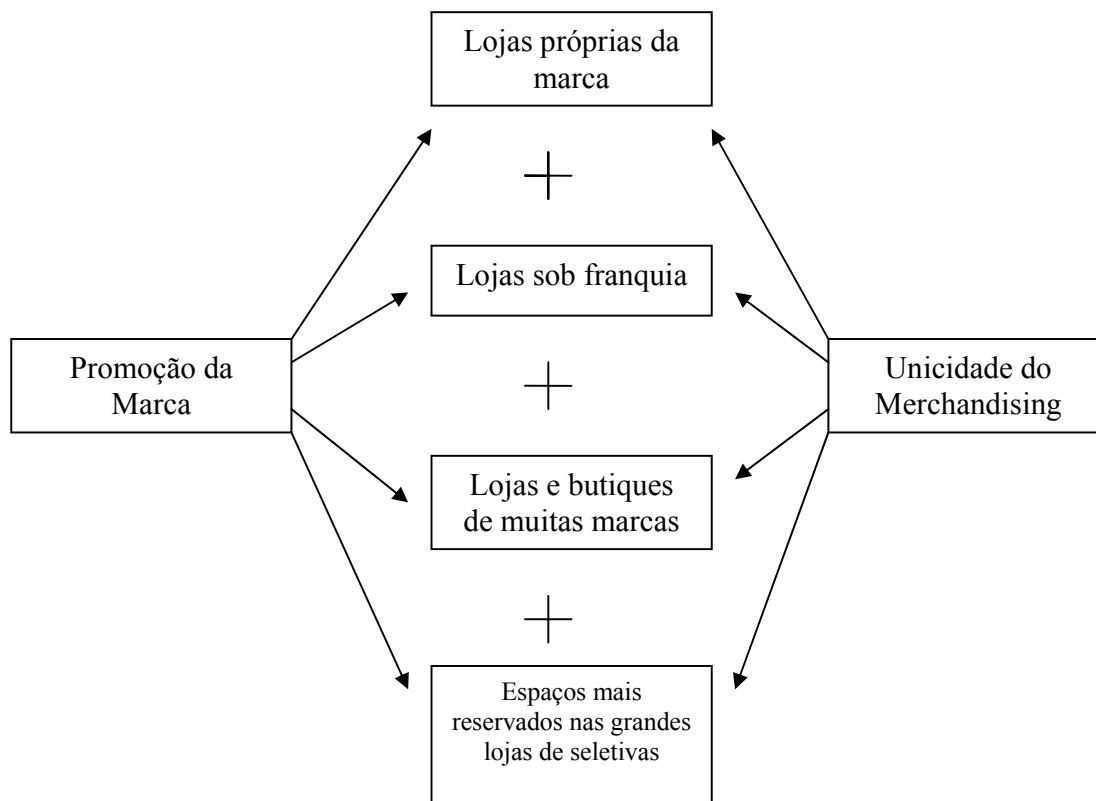 Lojas próprias da
marca
Lojas sob franquia
Promoção da
Marca
Unicidade do
Merchandising
Lojas e butiques
de muitas marcas
Espaços mais
reservados nas grandes
lojas de seletivas